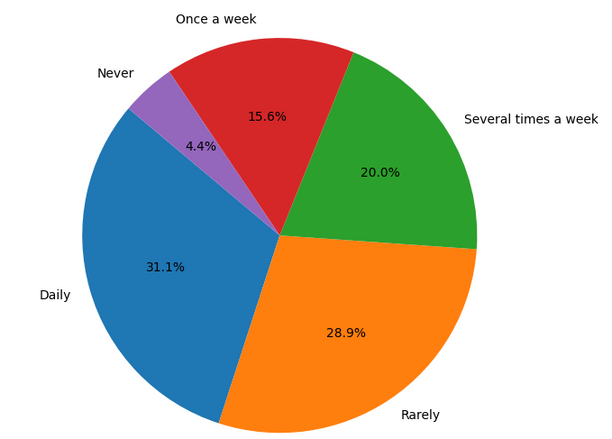 Once a week
Never
Several times a week
15.6%
4.4%
20.0%
31.1%
Daily
28.9%
Rarely